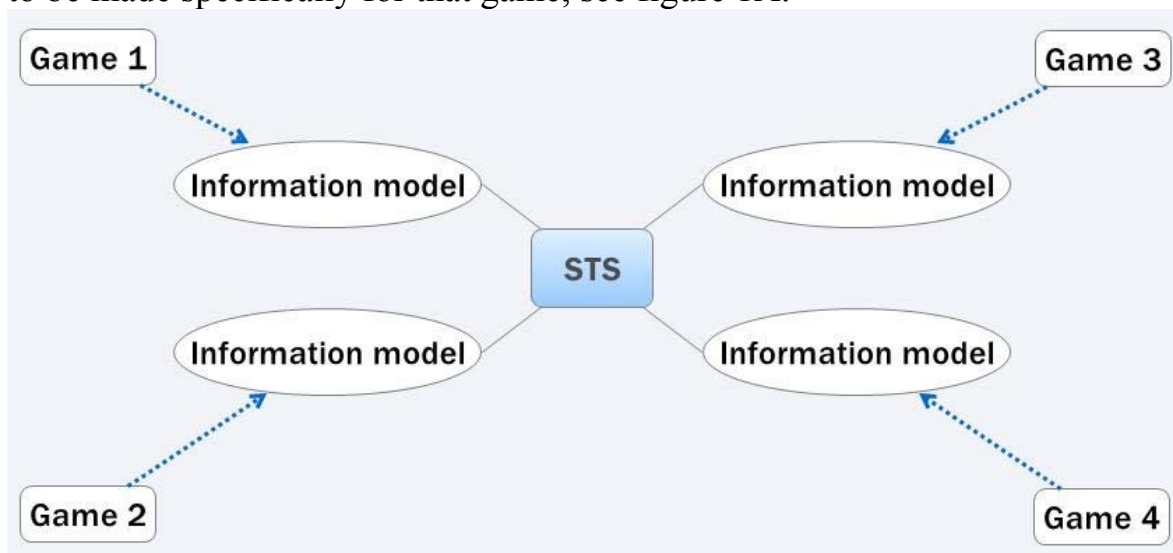 to be made specifically for that game, see figure
Game 1
Game 3
Information model
Information model
STS
Information model
Information model
Game 2
Game 4